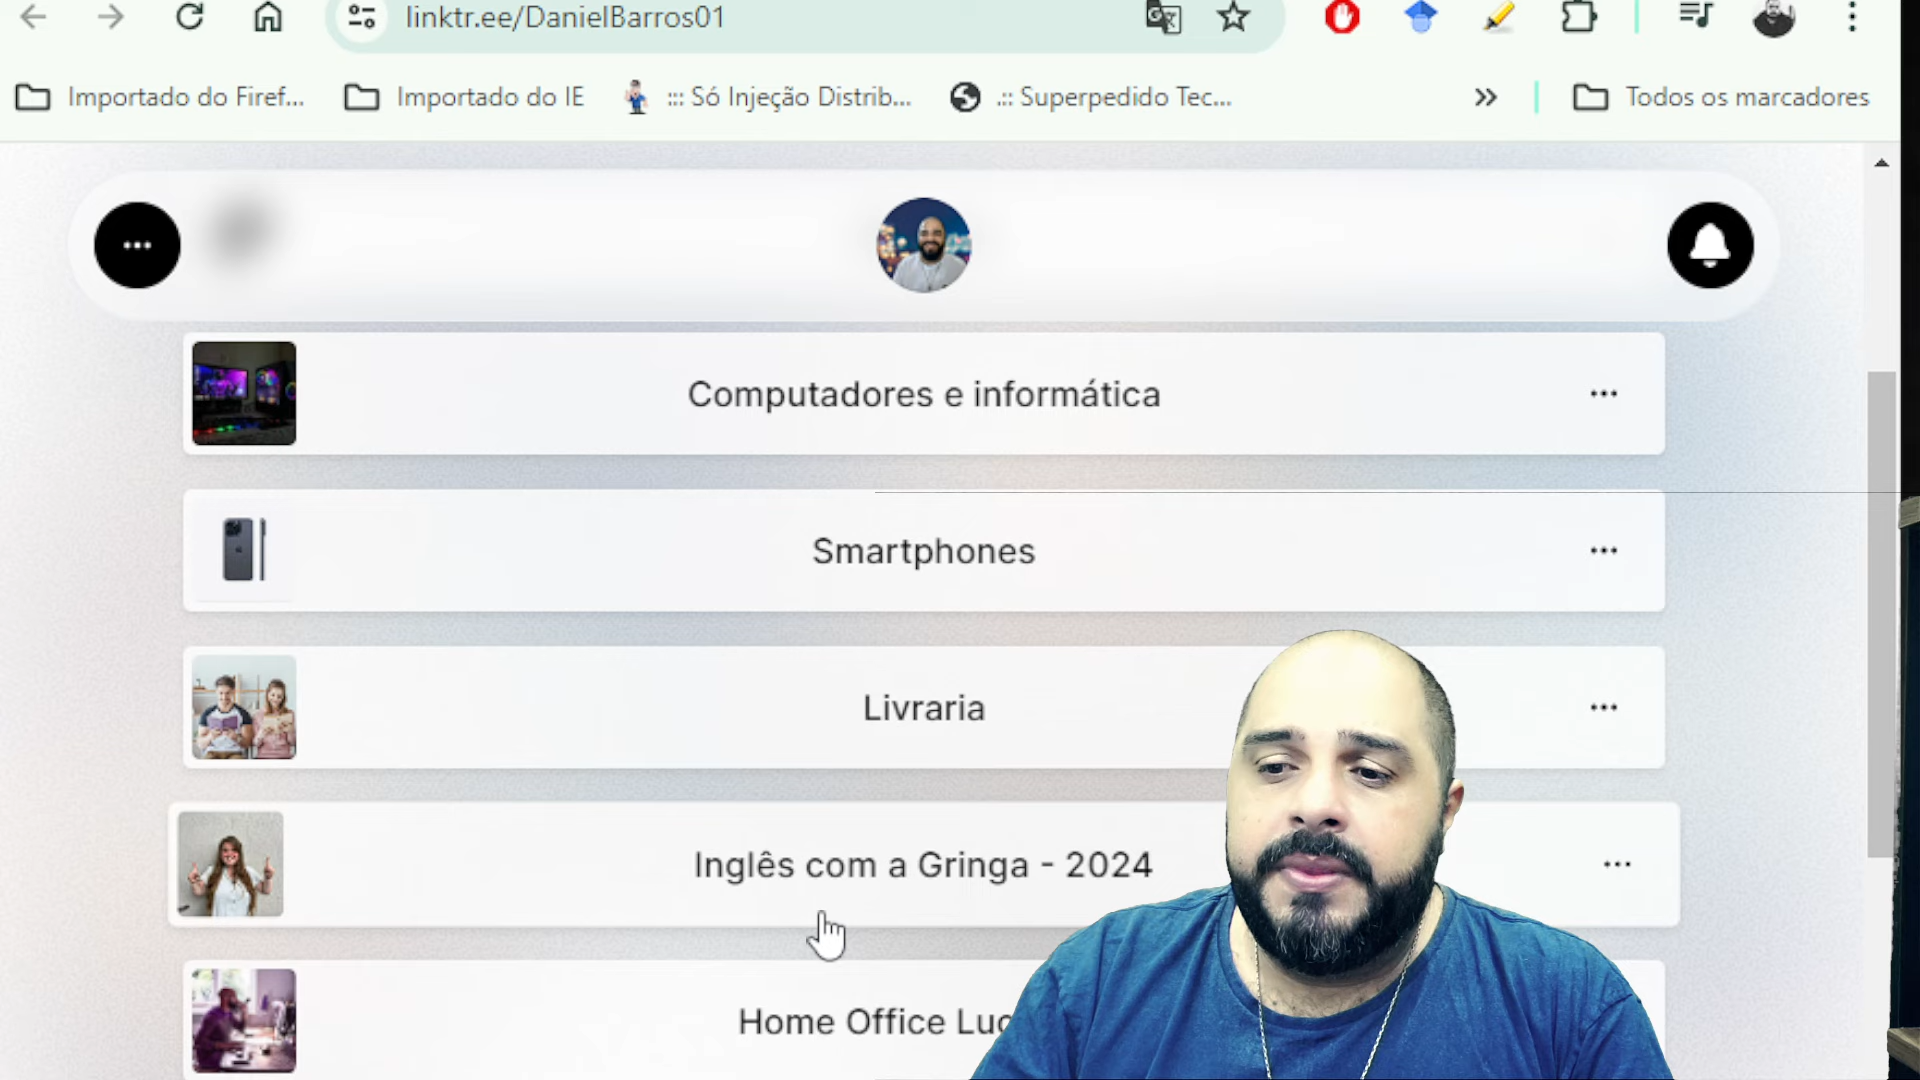 linktr.ee/DanielBarros01
Importado do Firef...
Importado do IE
::: Só Injeção Distrib...
.:: Superpedido Tec...
Todos os marcadores
Computadores e informática
Smartphones
Livraria
Inglês com a Gringa - 2024
Home Office